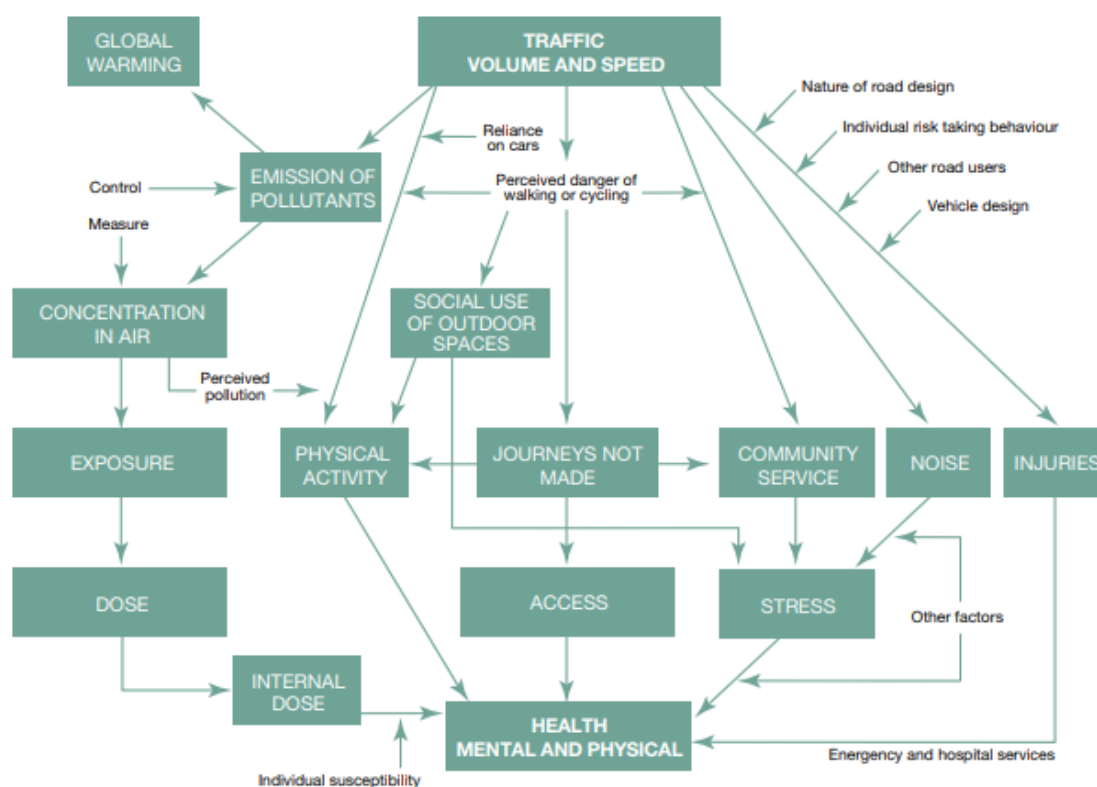 GLOBAL
WARMING
TRAFFIC
VOLUME AND SPEED
Nature of road design
Individual risk taking behaviour
Other road users
Vehicle design
Reliance
on cars
EMISSION OF
POLLUTANTS
Control
Perceived danger of
walking or cycling
Measure
CONCENTRATION
IN AIR
SOCIAL USE
OF OUTDOOR
SPACES
Perceived
pollution
EXPOSURE
PHYSICAL
ACTIVITY
JOURNEYS NOT
MADE
COMMUNITY
SERVICE
NOISE
INJURIES
DOSE
ACCESS
STRESS
Other factors
INTERNAL
DOSE
HEALTH
MENTAL AND PHYSICAL
Energency and hospital services
Individual susceptibility